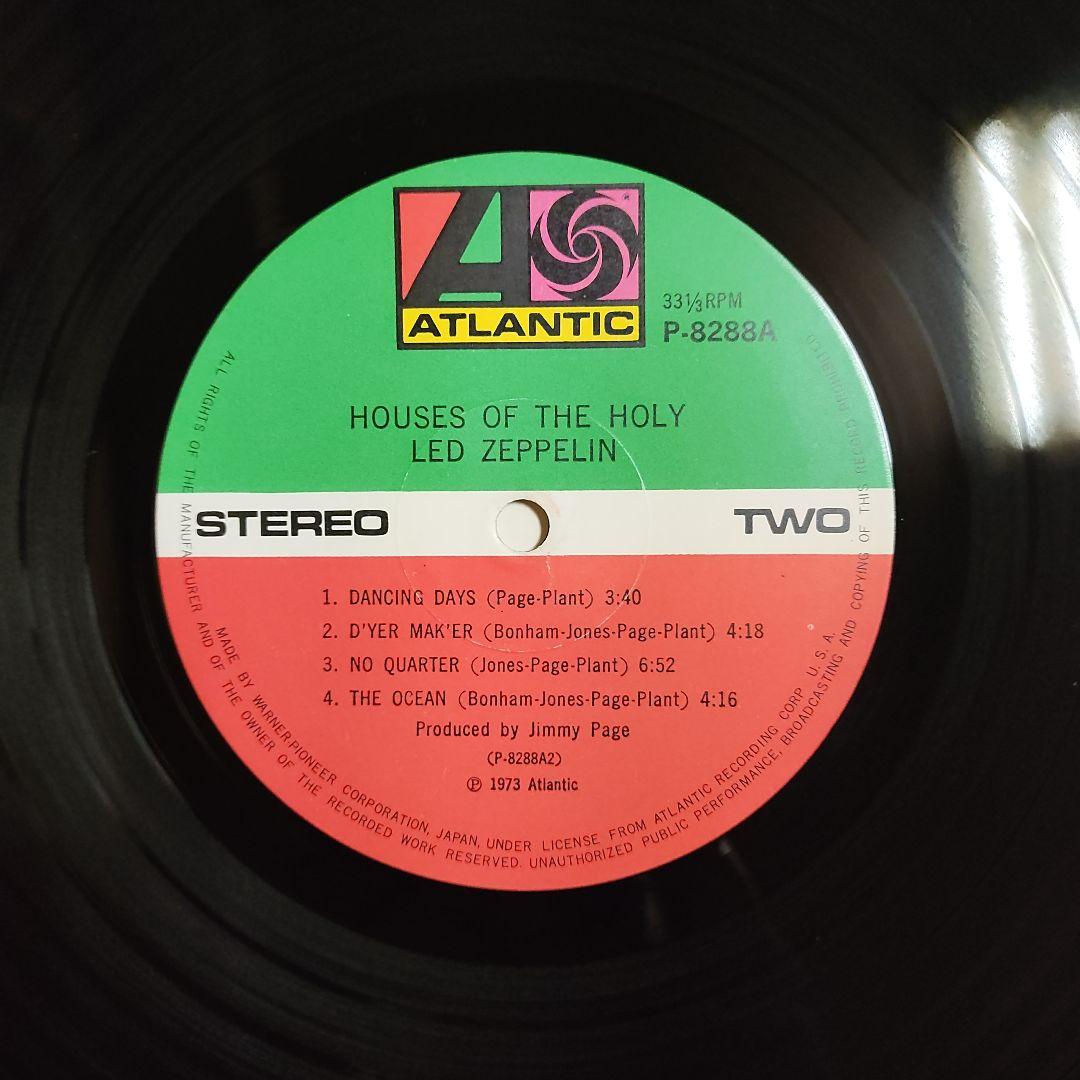 ATLANTIC
33⅓ RPM
P-8288A
HOUSES OF THE HOLY
LED ZEPPELIN
STEREO
TWO
1. DANCING DAYS (Page-Plant) 3:40
2. D'YER MAK'ER (Bonham-Jones-Page-Plant) 4:18
3. NO QUARTER (Jones-Page-Plant) 6:52
4. THE OCEAN (Bonham-Jones-Page-Plant) 4:16
Produced by Jimmy Page
(P-8288A2)
Ⓟ 1973 Atlantic
MADE BY WARNER-PIONEER CORPORATION, JAPAN, UNDER LICENSE FROM ATLANTIC RECORDING CORP. U. S. A.
ALL RIGHTS OF THE MANUFACTURER AND OF THE OWNER OF THE RECORDED WORK RESERVED. UNAUTHORIZED PUBLIC PERFORMANCE, BROADCASTING AND COPYING OF THIS RECORD PROHIBITED